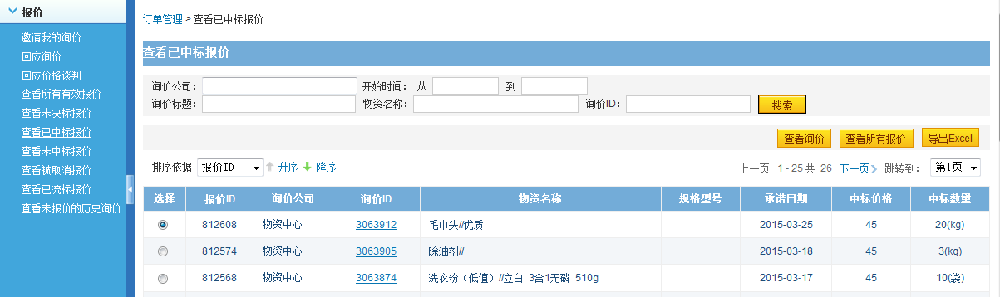 报价
邀请我的询价
回应询价
回应价格谈判
查看所有有效报价
查看未决标报价
查看已中标报价
查看未中标报价
查看被取消报价
查看已流标报价
查看未报价的历史询价
订单管理 > 查看已中标报价
查看已中标报价
询价公司： 开始时间： 从 到
询价标题： 物资名称： 询价ID： 搜索
查看询价 查看所有报价 导出Excel
排序依据 报价ID 升序 降序 上一页 1 - 25 共 26 下一页 跳转到： 第1页
选择 报价ID 询价公司 询价ID 物资名称 规格型号 承诺日期 中标价格 中标数量
812608 物资中心 3063912 毛巾头//优质 2015-03-25 45 20(kg)
812574 物资中心 3063905 除油剂// 2015-03-18 45 3(kg)
812568 物资中心 3063874 洗衣粉（低值）//立白 3合1无磷 510g 2015-03-17 45 10(袋)